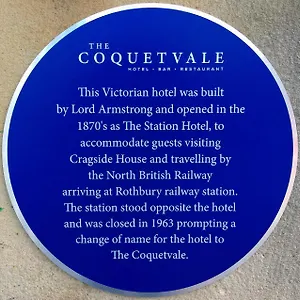 THE
COQUETVALE
HOTEL • BAR • RESTAURANT
This Victorian hotel was built
by Lord Armstrong and opened in the
1870's as The Station Hotel, to
accommodate guests visiting
Cragside House and travelling by
the North British Railway
arriving at Rothbury railway station.
The station stood opposite the hotel
and was closed in 1963 prompting a
change of name for the hotel to
The Coquetvale.